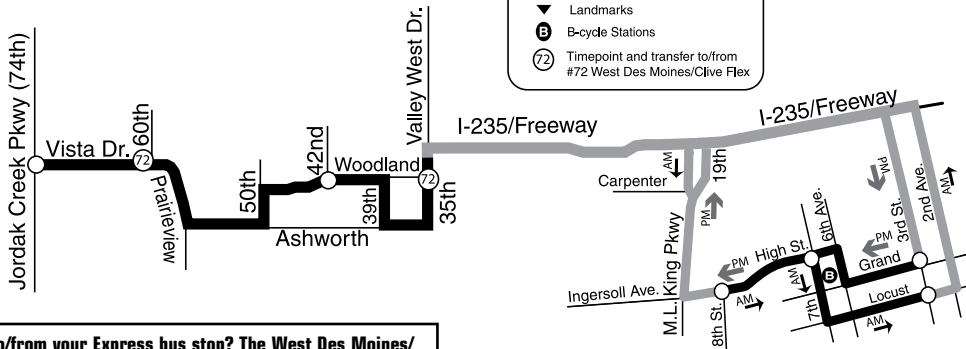 Landmarks
B B-cycle Stations
72 Timepoint and transfer to/from
#72 West Des Moines/Clive Flex
Jordak Creek Pkwy (74th)
Vista Dr.
60th
72
Prairieview
50th
42nd
Woodland
39th
Ashworth
Valley West Dr.
72
35th
I-235/Freeway
I-235/Freeway
AM
19th
Carpenter
PM
M.L. King Pkwy
Ingersoll Ave.
8th St.
PM
AM
High St.
AM
7th
6th Ave.
B
PM
Grand
Locust
AM
PM
3rd St.
2nd Ave.
AM
o/from your Express bus stop? The West Des Moines/